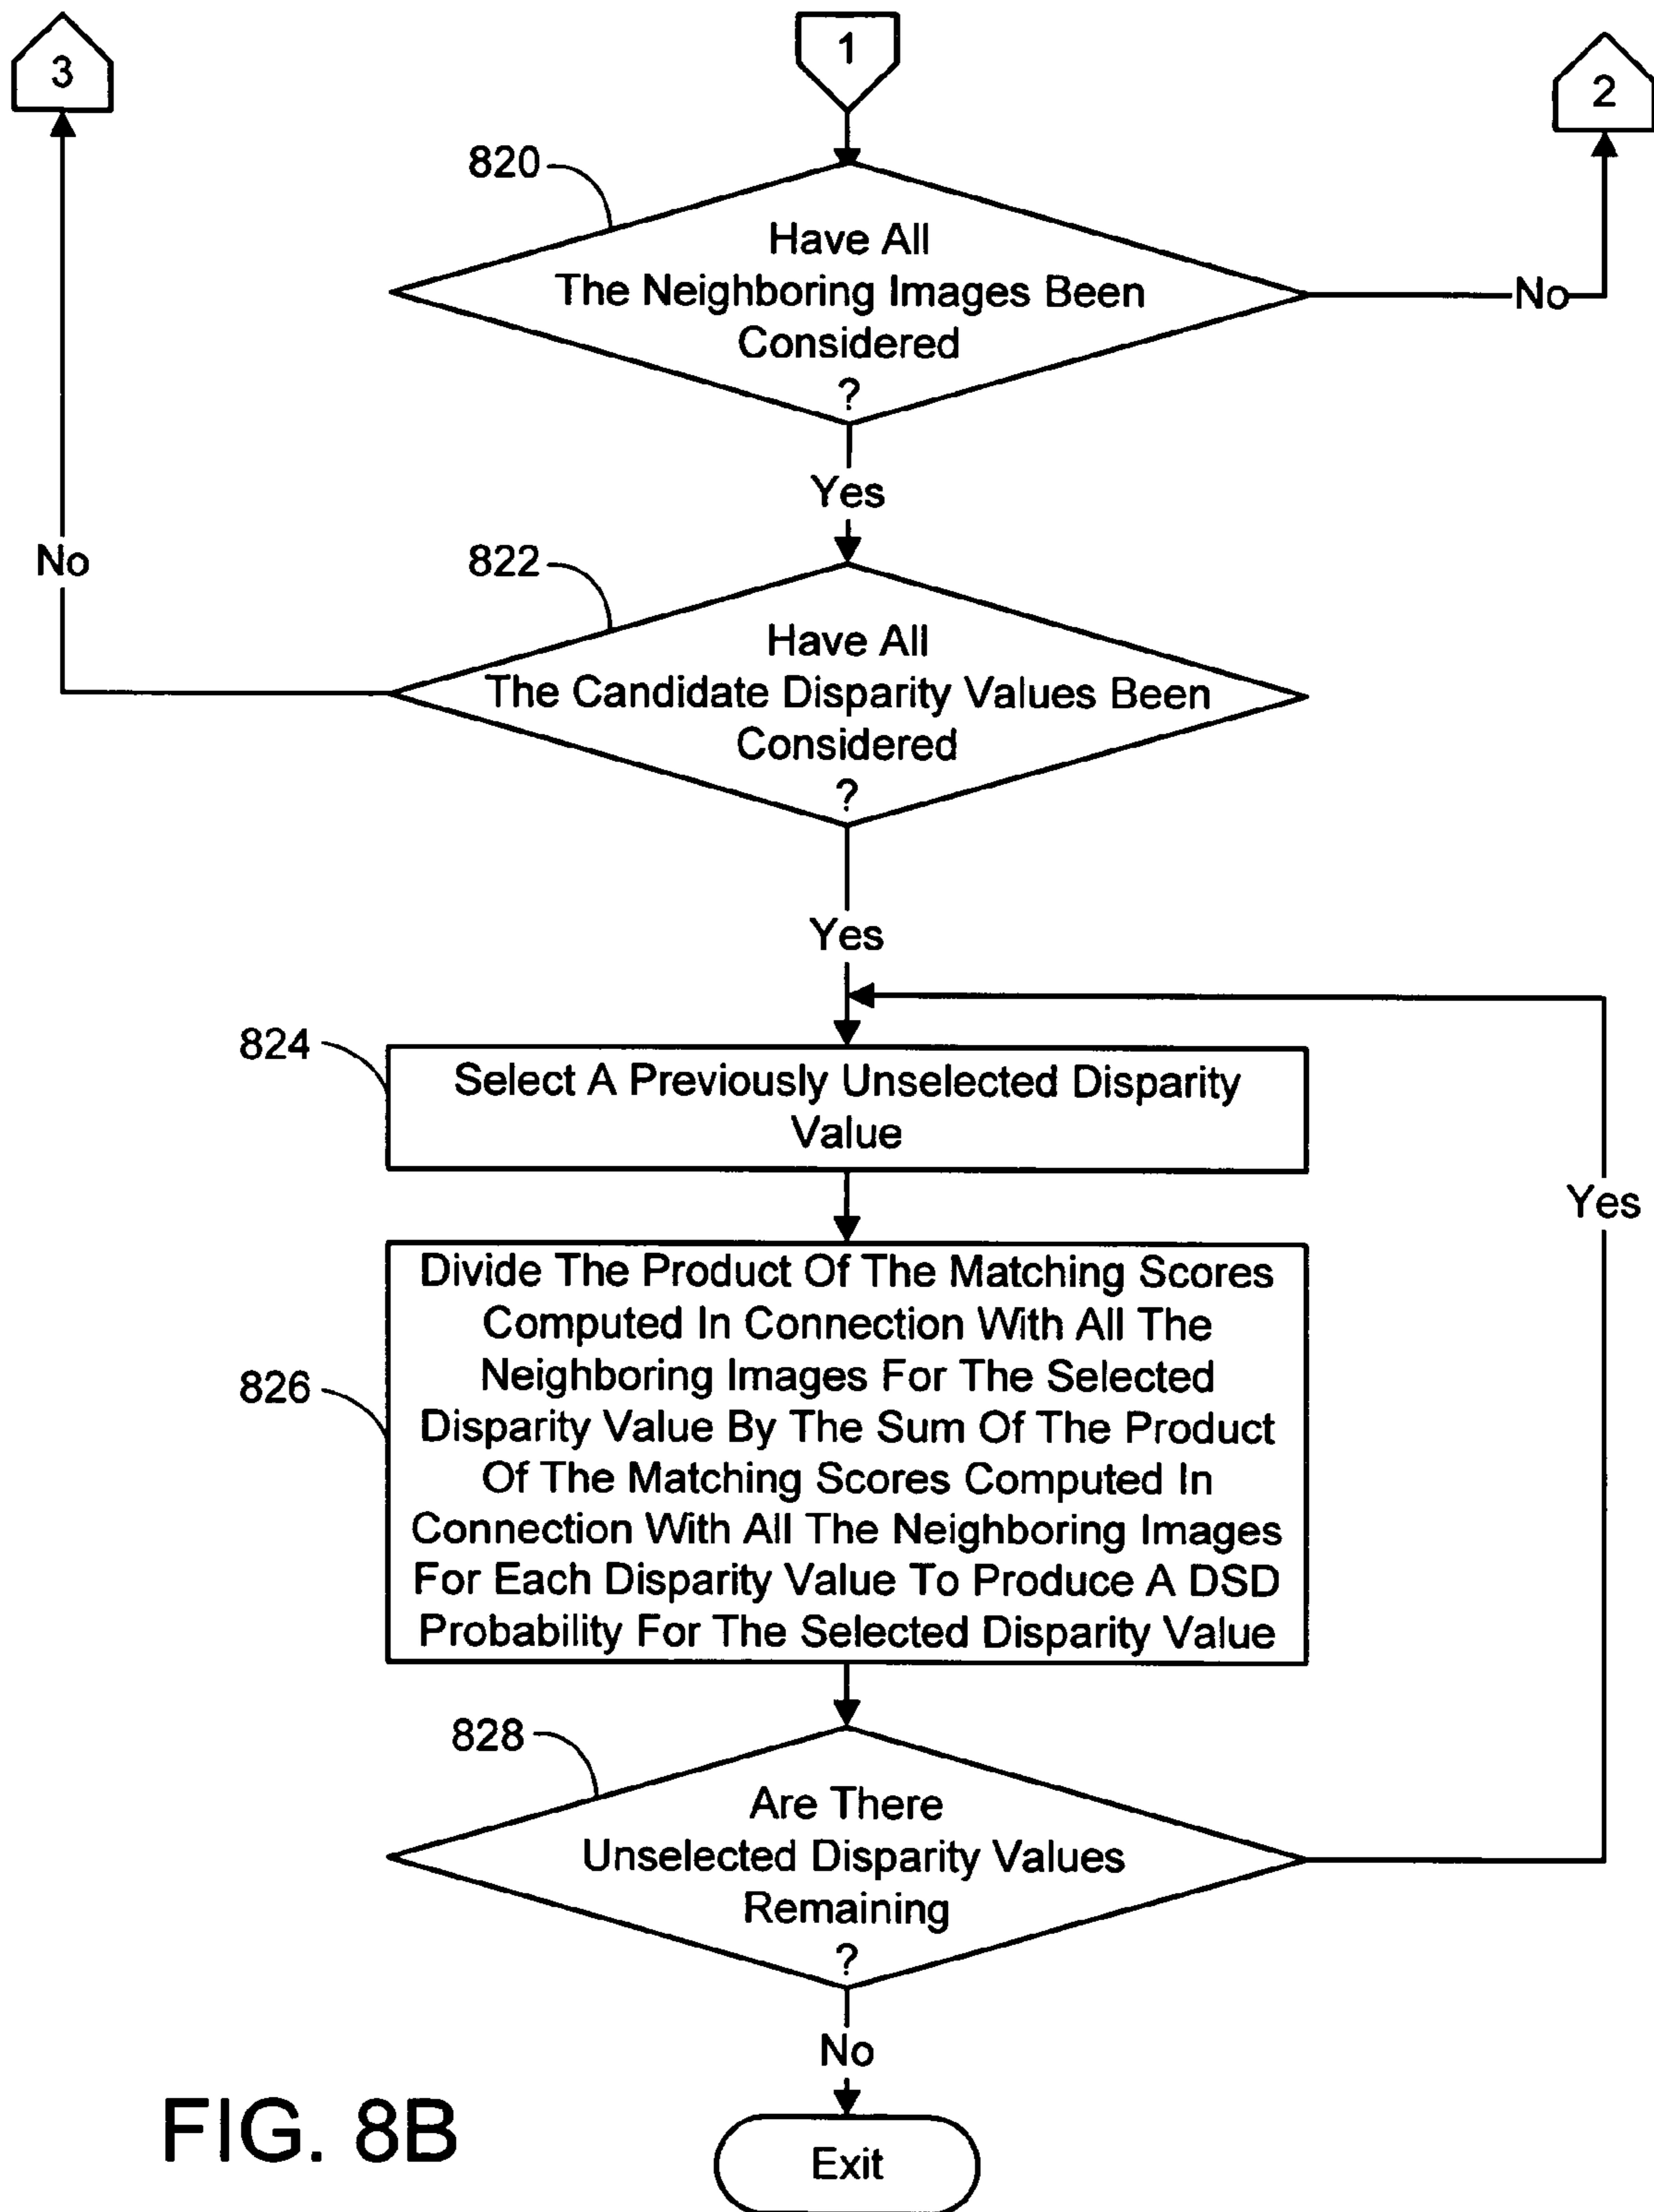 3
1
2
820
Have All
The Neighboring Images Been
Considered
?
No
Yes
No
822
Have All
The Candidate Disparity Values Been
Considered
?
Yes
824
Select A Previously Unselected Disparity
Value
Yes
826
Divide The Product Of The Matching Scores
Computed In Connection With All The
Neighboring Images For The Selected
Disparity Value By The Sum Of The Product
Of The Matching Scores Computed In
Connection With All The Neighboring Images
For Each Disparity Value To Produce A DSD
Probability For The Selected Disparity Value
828
Are There
Unselected Disparity Values
Remaining
?
No
Exit
FIG. 8B